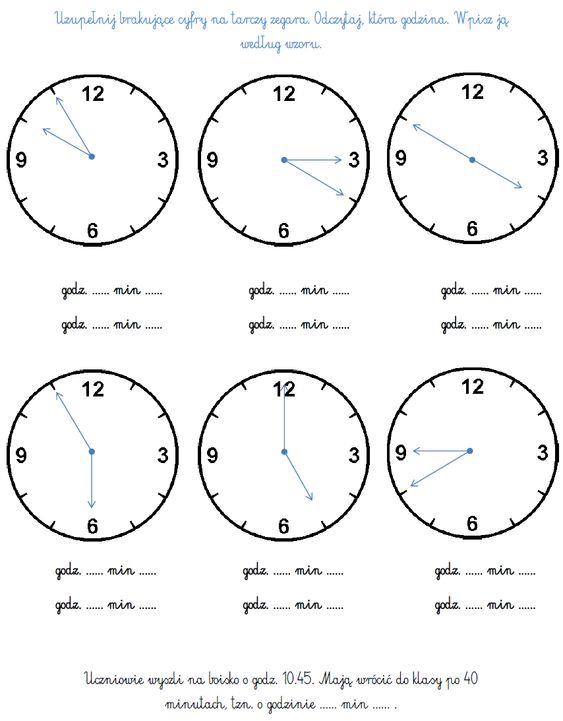 Uzupełnij brakujące cyfry na tarczy zegara. Odczytaj, która godzina. Wpisz ją
według wzoru.
12 12 12
9 3 9 3 9 3
6 6 6
godz. ...... min ...... godz. ...... min ...... godz. ...... min ......
godz. ...... min ...... godz. ...... min ...... godz. ...... min ......
12 12 12
9 3 9 3 9 3
6 6 6
godz. ...... min ...... godz. ...... min ...... godz. ...... min ......
godz. ...... min ...... godz. ...... min ...... godz. ...... min ......
Uczniowie wyszli na boisko o godz. 10.45. Mają wrócić do klasy po 40
minutach, tzn. o godzinie ...... min ...... .